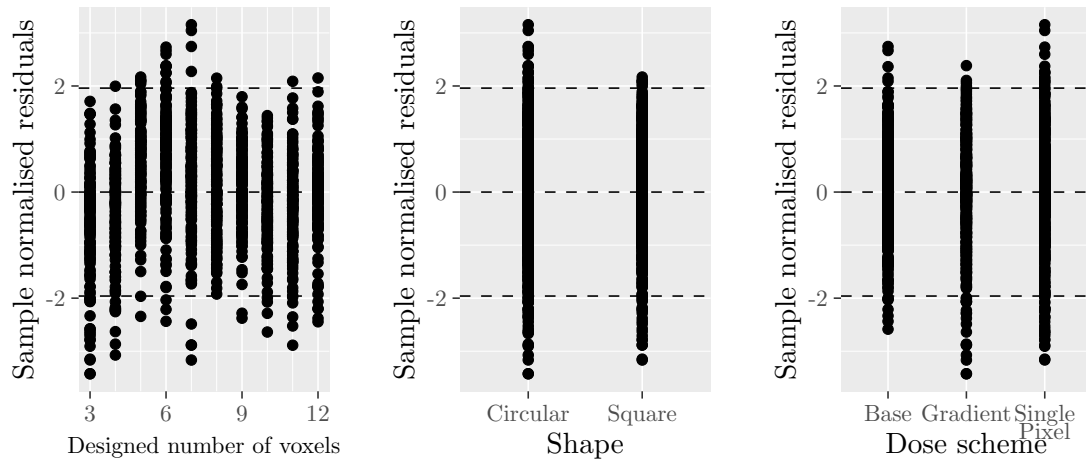 Sample normalised residuals
2
0
-2
3
6
9
12
Designed number of voxels
Sample normalised residuals
2
0
-2
Circular
Square
Shape
Sample normalised residuals
2
0
-2
Base
Gradient
Single
Pixel
Dose scheme